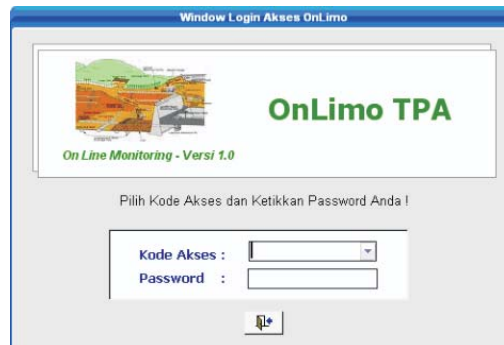 Window Login Akses OnLimo
OnLimo TPA
On Line Monitoring - Versi 1.0
Pilih Kode Akses dan Ketikkan Password Anda !
Kode Akses :
Password :